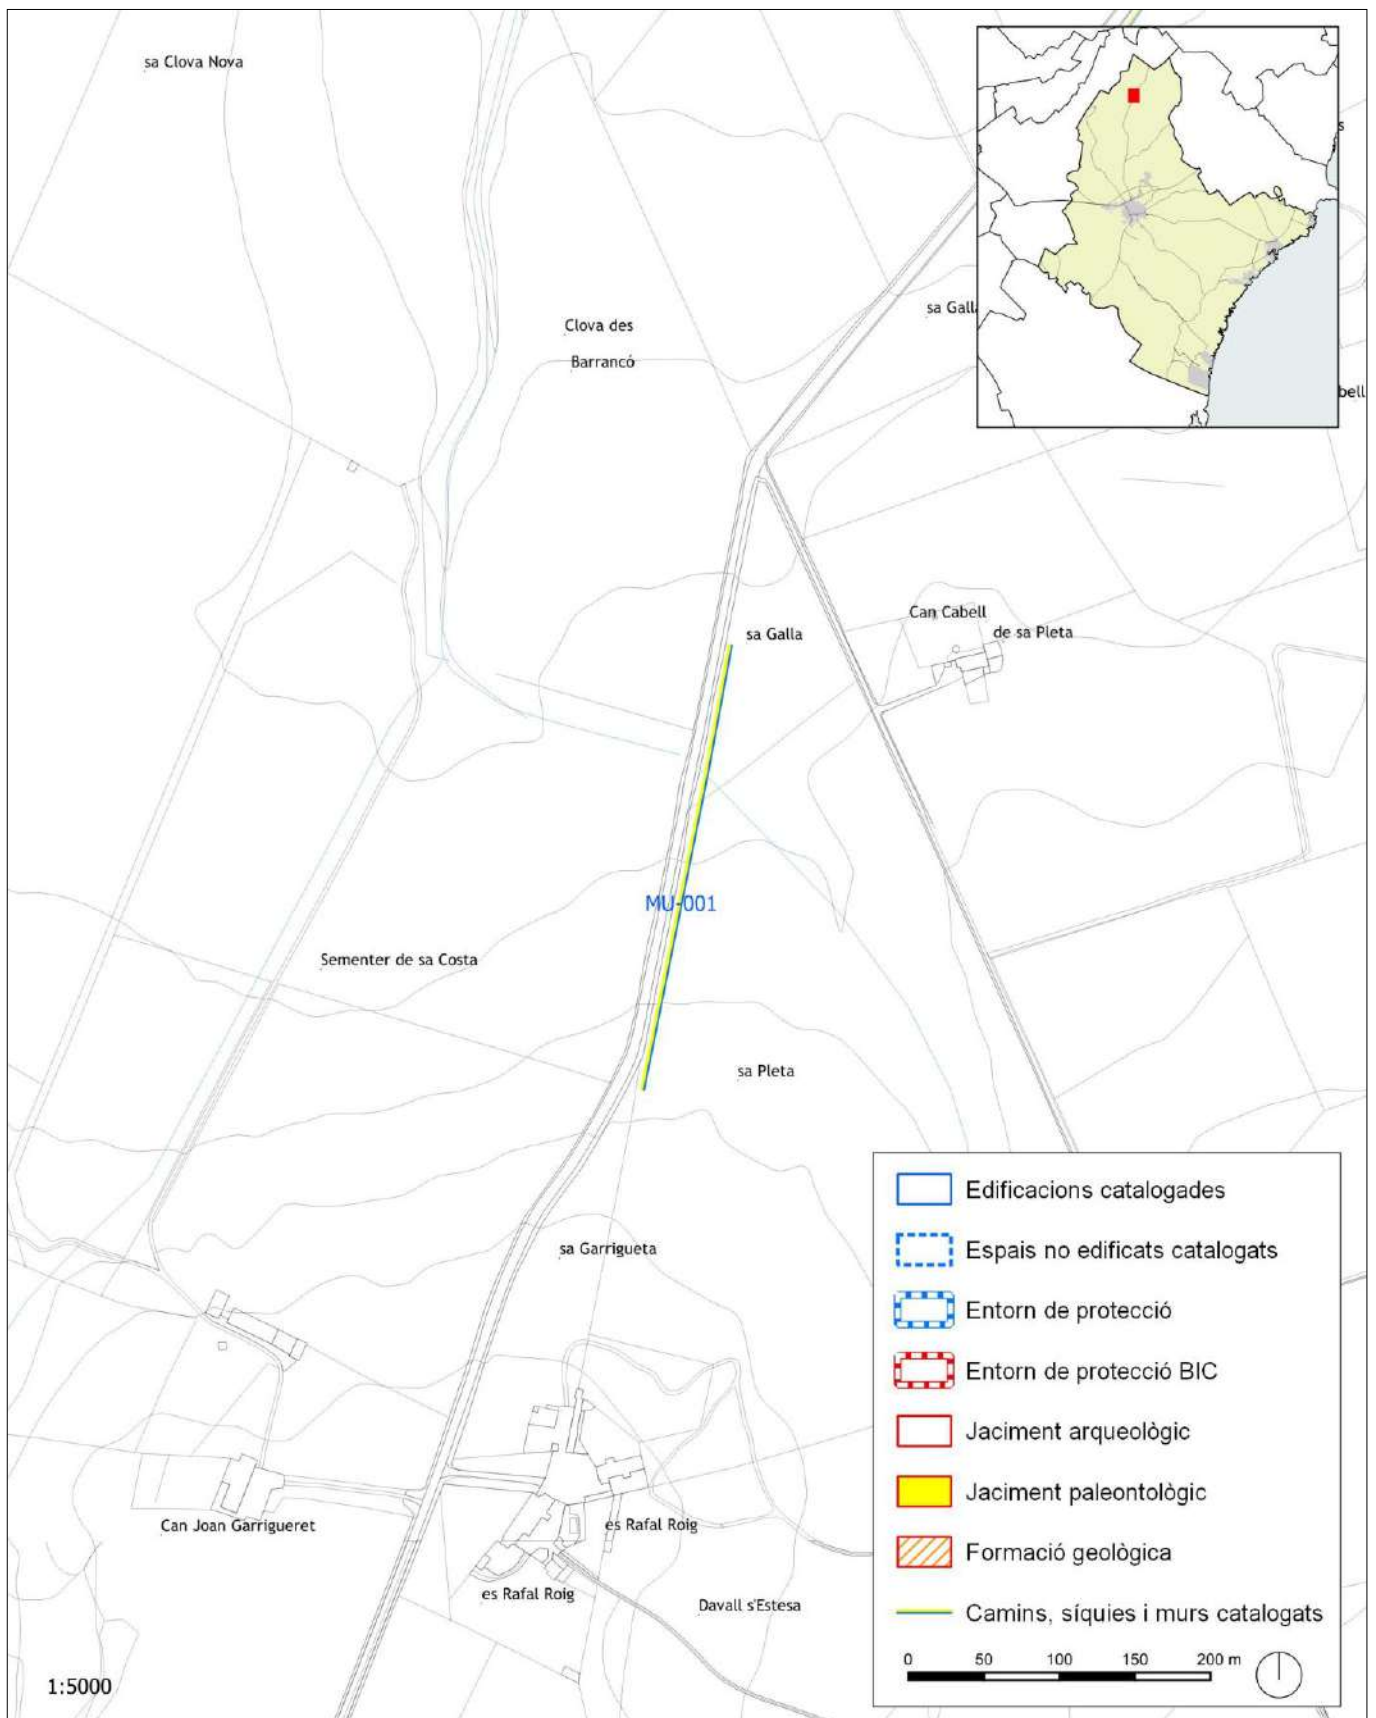 sa Clova Nova
s
sa Gall
Clova des
Barrancó
bell
Can Cabell
de sa Pleta
sa Galla
MU-001
Sementer de sa Costa
sa Pleta
sa Garrigueta
Can Joan Garrigueret
es Rafal Roig
es Rafal Roig
Davall s'Estesa
Edificacions catalogades
Espais no edificats catalogats
Entorn de protecció
Entorn de protecció BIC
Jaciment arqueològic
Jaciment paleontològic
Formació geològica
Camins, síquies i murs catalogats
0 50 100 150 200 m
1:5000